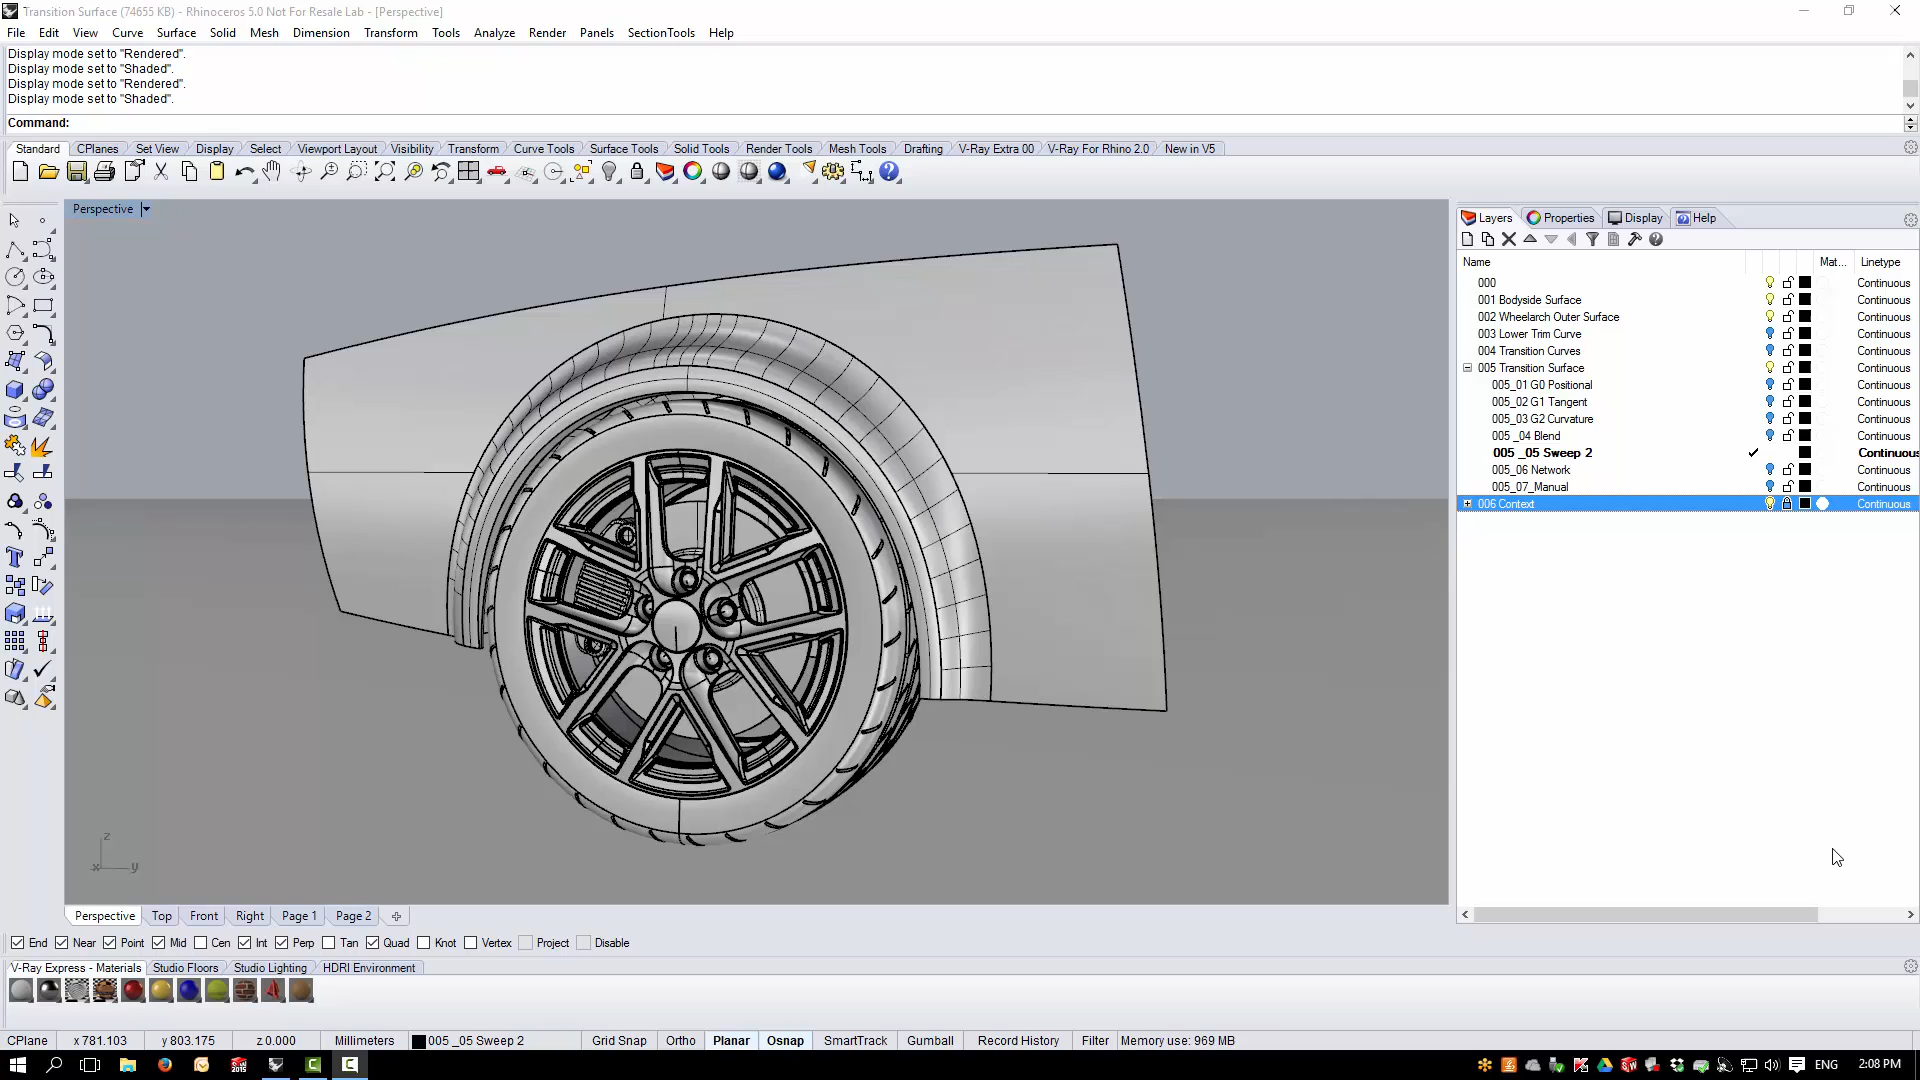 Transition Surface (74655 KB) - Rhinoceros 5.0 Not For Resale Lab - [Perspective]
File Edit View Curve Surface Solid Mesh Dimension Transform Tools Analyze Render Panels SectionTools Help
Display mode set to "Rendered".
Display mode set to "Shaded".
Display mode set to "Rendered".
Display mode set to "Shaded".
Command:
Standard CPlanes Set View Display Select Viewport Layout Visibility Transform Curve Tools Surface Tools Solid Tools Render Tools Mesh Tools Drafting V-Ray Extra 00 V-Ray For Rhino 2.0 New in V5
Perspective
Layers Properties Display Help
Name Mat... Linetype
000 Continuous
001 Bodyside Surface Continuous
002 Wheelarch Outer Surface Continuous
003 Lower Trim Curve Continuous
004 Transition Curves Continuous
005 Transition Surface Continuous
005_01 G0 Positional Continuous
005_02 G1 Tangent Continuous
005_03 G2 Curvature Continuous
005 _04 Blend Continuous
005 _05 Sweep 2 Continuous
005_06 Network Continuous
005_07_Manual Continuous
006 Context Continuous
z
x y
Perspective Top Front Right Page 1 Page 2
End Near Point Mid Cen Int Perp Tan Quad Knot Vertex Project Disable
V-Ray Express - Materials Studio Floors Studio Lighting HDRI Environment
CPlane x 781.103 y 803.175 z 0.000 Millimeters 005 _05 Sweep 2 Grid Snap Ortho Planar Osnap SmartTrack Gumball Record History Filter Memory use: 969 MB
ENG 2:08 PM